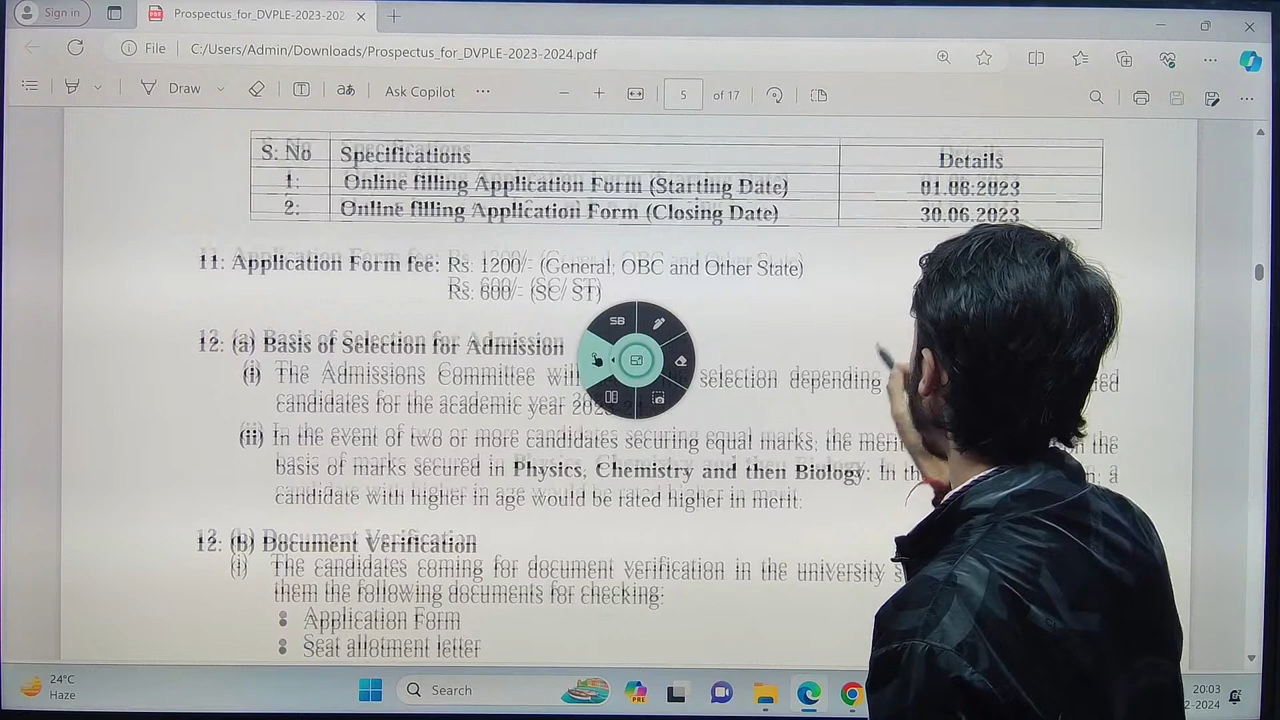 Sign in
Prospectus_for_DVPLE-2023-202
File
C:/Users/Admin/Downloads/Prospectus_for_DVPLE-2023-2024.pdf
Draw
Ask Copilot
5 of 17
S. No Specifications Details
1. Online filling Application Form (Starting Date) 01.06.2023
2. Online filling Application Form (Closing Date) 30.06.2023
11. Application Form fee: Rs. 1200/- (General, OBC and Other State)
Rs. 600/- (SC/ ST)
SB
12. (a) Basis of Selection for Admission
(i) The Admissions Committee will selection depending
candidates for the academic year
(ii) In the event of two or more candidates securing equal marks, the merit the
basis of marks secured in Physics, Chemistry and then Biology. In a
candidate with higher in age would be rated higher in merit.
12. (b) Document Verification
(i) The candidates coming for document verification in the university
them the following documents for checking:
• Application Form
• Seat allotment letter
24°C
Haze
Search
PRE
20:03
2-2024